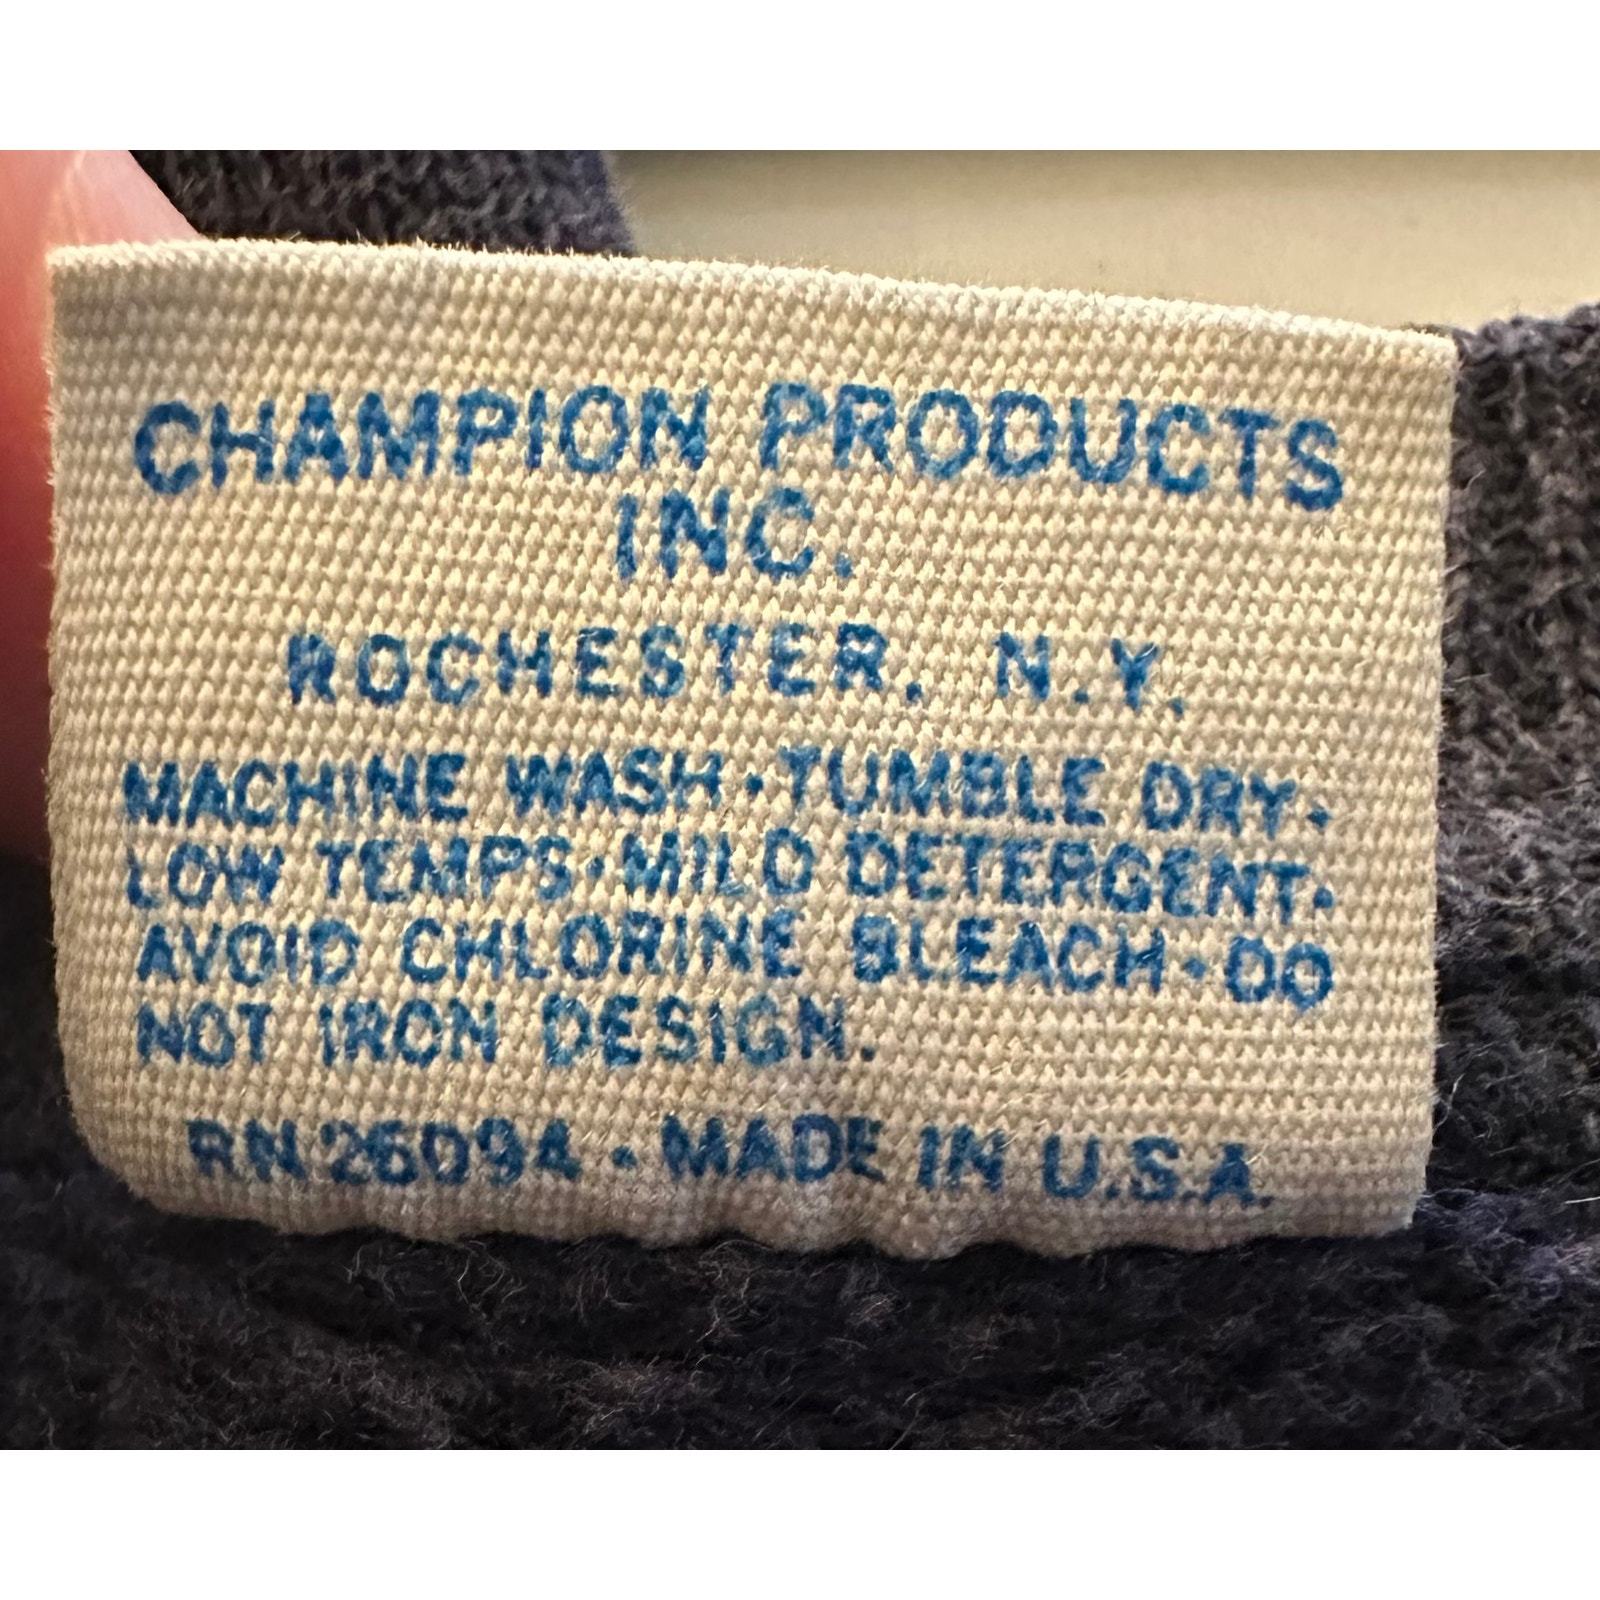 CHAMPION PRODUCTS
INC.
ROCHESTER, N.Y.
MACHINE WASH·TUMBLE DRY·
LOW TEMPS·MILD DETERGENT·
AVOID CHLORINE BLEACH·DO
NOT IRON DESIGN.
RN 26094 · MADE IN U.S.A.